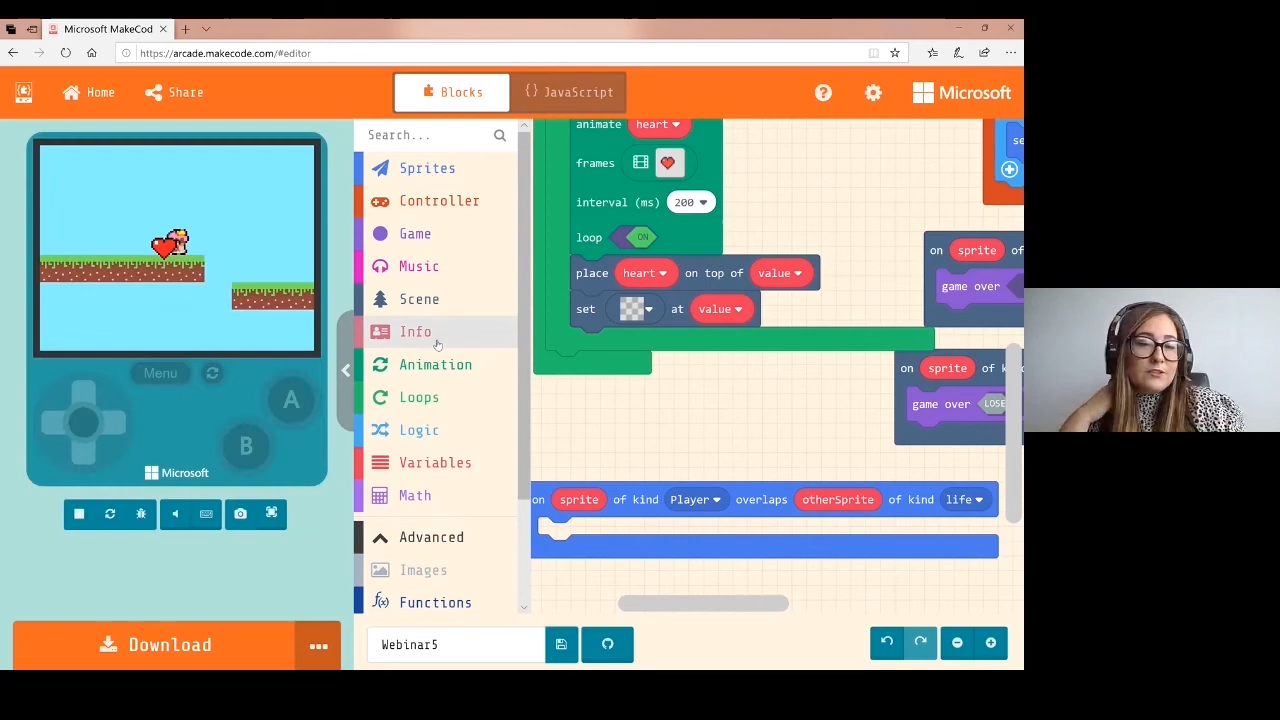 Microsoft MakeCod
https://arcade.makecode.com/#editor
Home
Share
Blocks
{} JavaScript
Microsoft
Search...
Sprites
Controller
Game
Music
Scene
Info
Animation
Loops
Logic
Variables
Math
Advanced
Images
Functions
Menu
A
B
Microsoft
Download
Webinar5
animate heart
frames
interval (ms) 200
loop ON
place heart on top of value
set at value
se
on sprite of
game over
on sprite of k
game over LOSE
on sprite of kind Player overlaps otherSprite of kind life